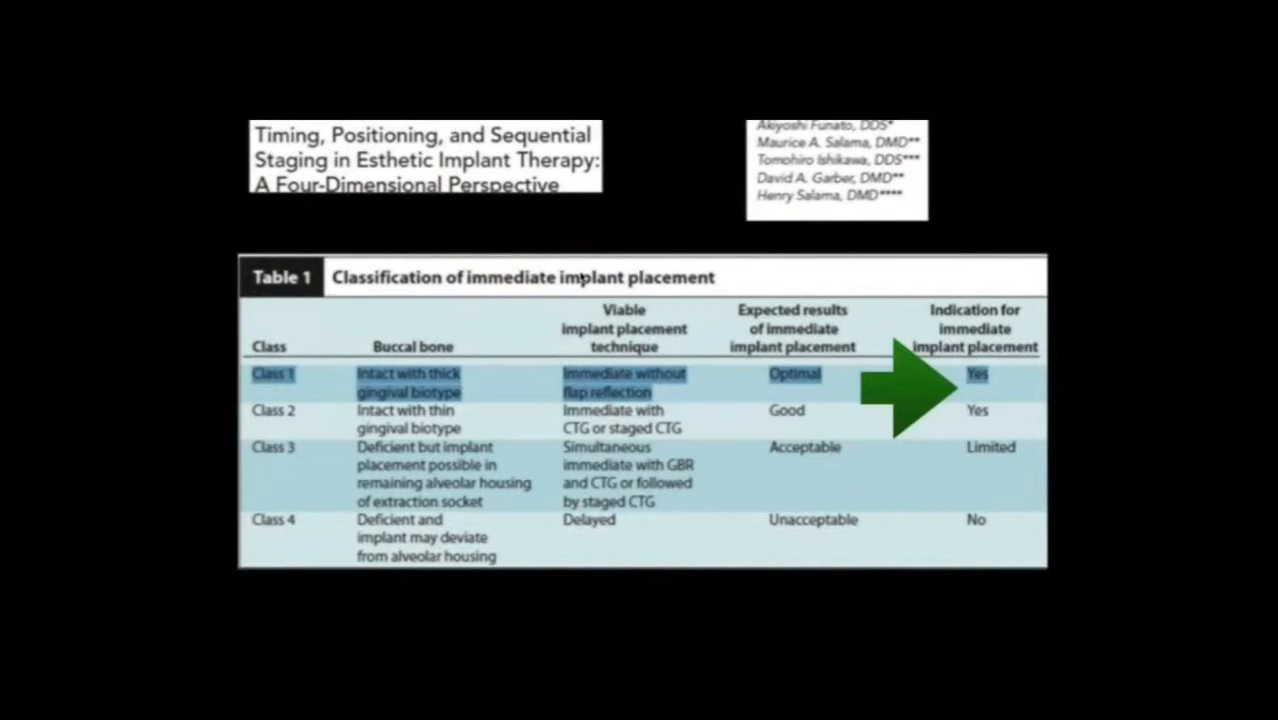 Timing, Positioning, and Sequential
Staging in Esthetic Implant Therapy:
A Four-Dimensional Perspective
Akiyoshi Funato, DDS*
Maurice A. Salama, DMD**
Tomohiro Ishikawa, DDS***
David A. Garber, DMD**
Henry Salama, DMD****
Table 1 Classification of immediate implant placement
Viable Expected results Indication for
implant placement of immediate immediate
Class Buccal bone technique implant placement implant placement
Class 1 Intact with thick Immediate without Optimal Yes
gingival biotype flap reflection
Class 2 Intact with thin Immediate with Good Yes
gingival biotype CTG or staged CTG
Class 3 Deficient but implant Simultaneous Acceptable Limited
placement possible in immediate with GBR
remaining alveolar housing and CTG or followed
of extraction socket by staged CTG
Class 4 Deficient and Delayed Unacceptable No
implant may deviate
from alveolar housing